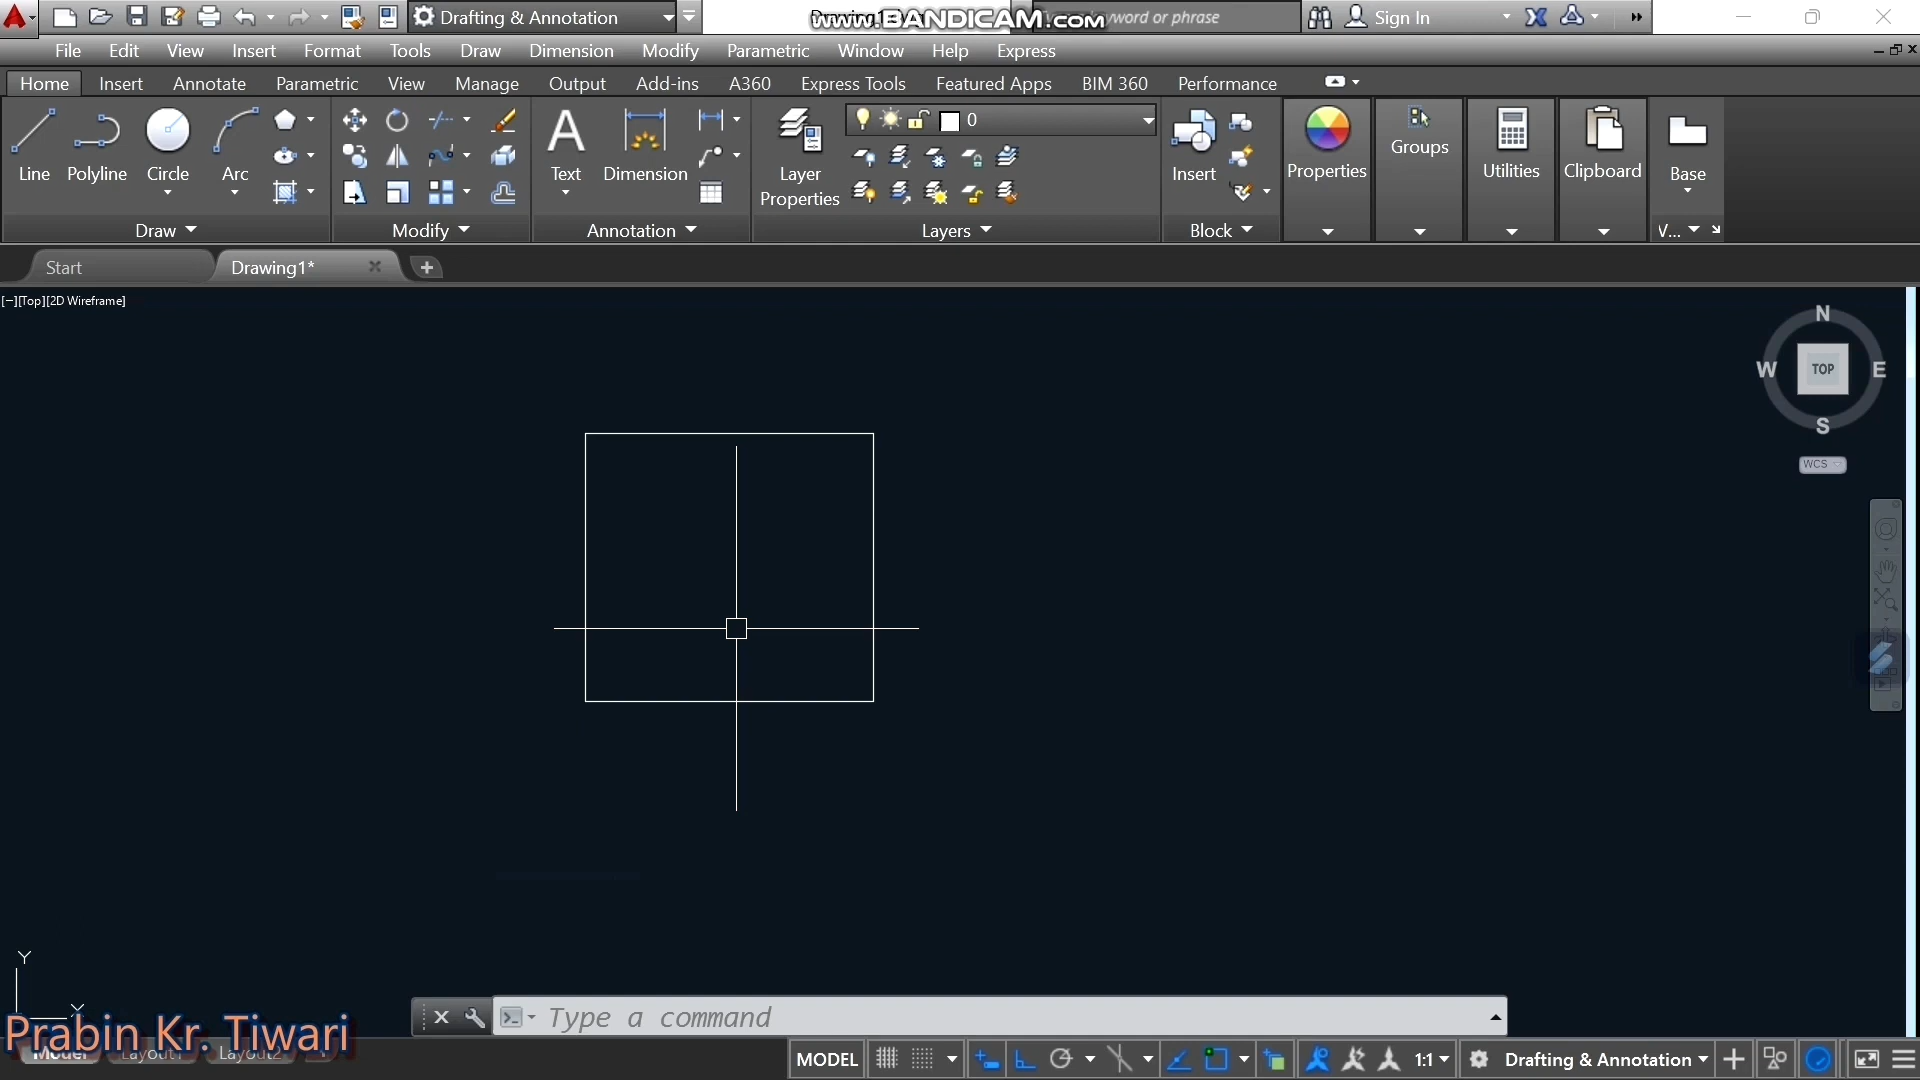 Drafting & Annotation
www.BANDICAM.com
yword or phrase
Sign In
File Edit View Insert Format Tools Draw Dimension Modify Parametric Window Help Express
Home Insert Annotate Parametric View Manage Output Add-ins A360 Express Tools Featured Apps BIM 360 Performance
0
Line Polyline Circle Arc Text Dimension Layer Properties Insert Properties Groups Utilities Clipboard Base
Draw Modify Annotation Layers Block V...
Start Drawing1*
[−][Top][2D Wireframe]
N
W TOP E
S
WCS
Y
X
Type a command
Prabin Kr. Tiwari
Model Layout1 Layout2
MODEL 1:1 Drafting & Annotation